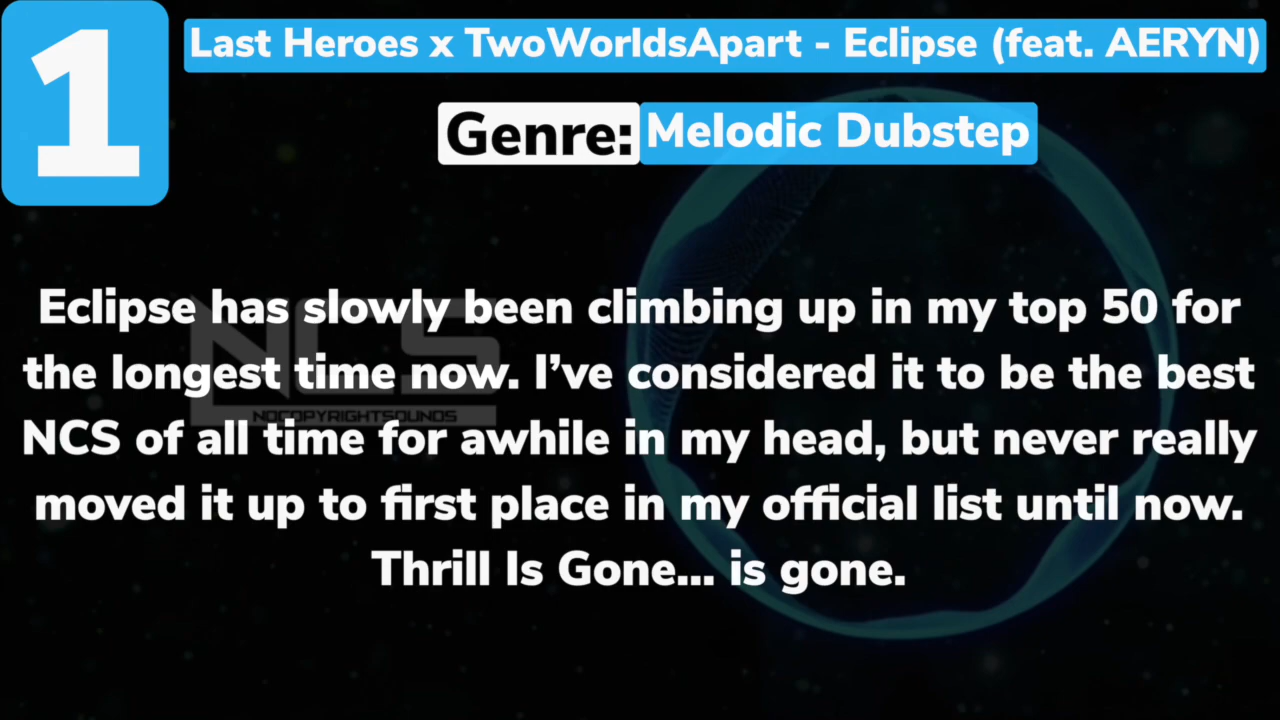 1
Last Heroes x TwoWorldsApart - Eclipse (feat. AERYN)
Genre: Melodic Dubstep
Eclipse has slowly been climbing up in my top 50 for
the longest time now. I’ve considered it to be the best
NCS of all time for awhile in my head, but never really
moved it up to first place in my official list until now.
Thrill Is Gone... is gone.
NCS
NOCOPYRIGHTSOUNDS